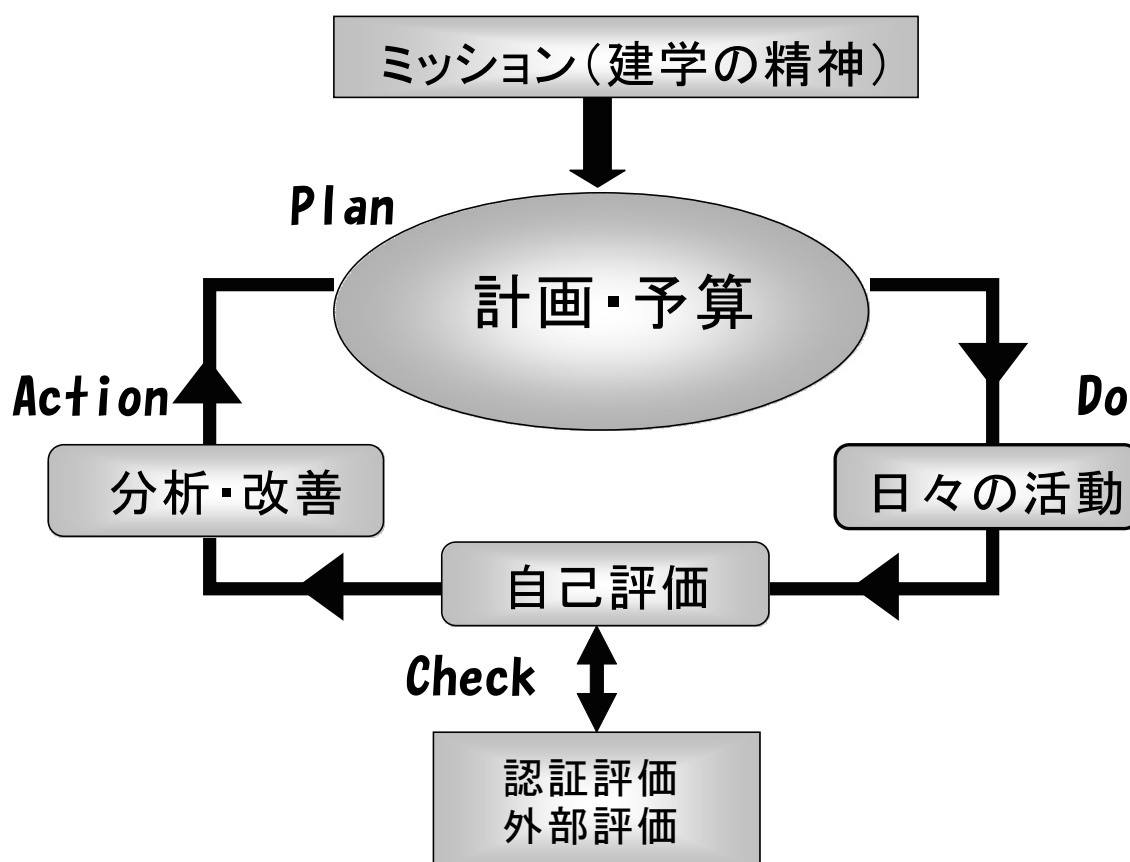 ミッション(建学の精神)
Plan
計画・予算
Action
Do
分析・改善
日々の活動
自己評価
Check
認証評価
外部評価